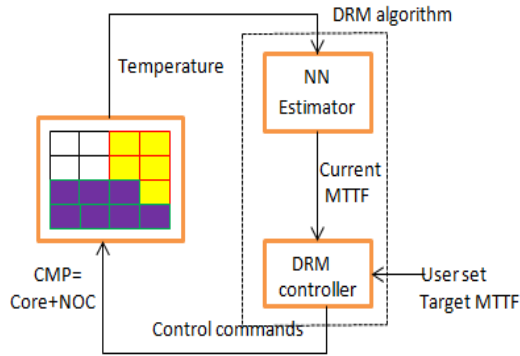 DRM algorithm
Temperature
NN
Estimator
Current
MTTF
DRM
controller
User set
Target MTTF
CMP=
Core+NOC
Control commands